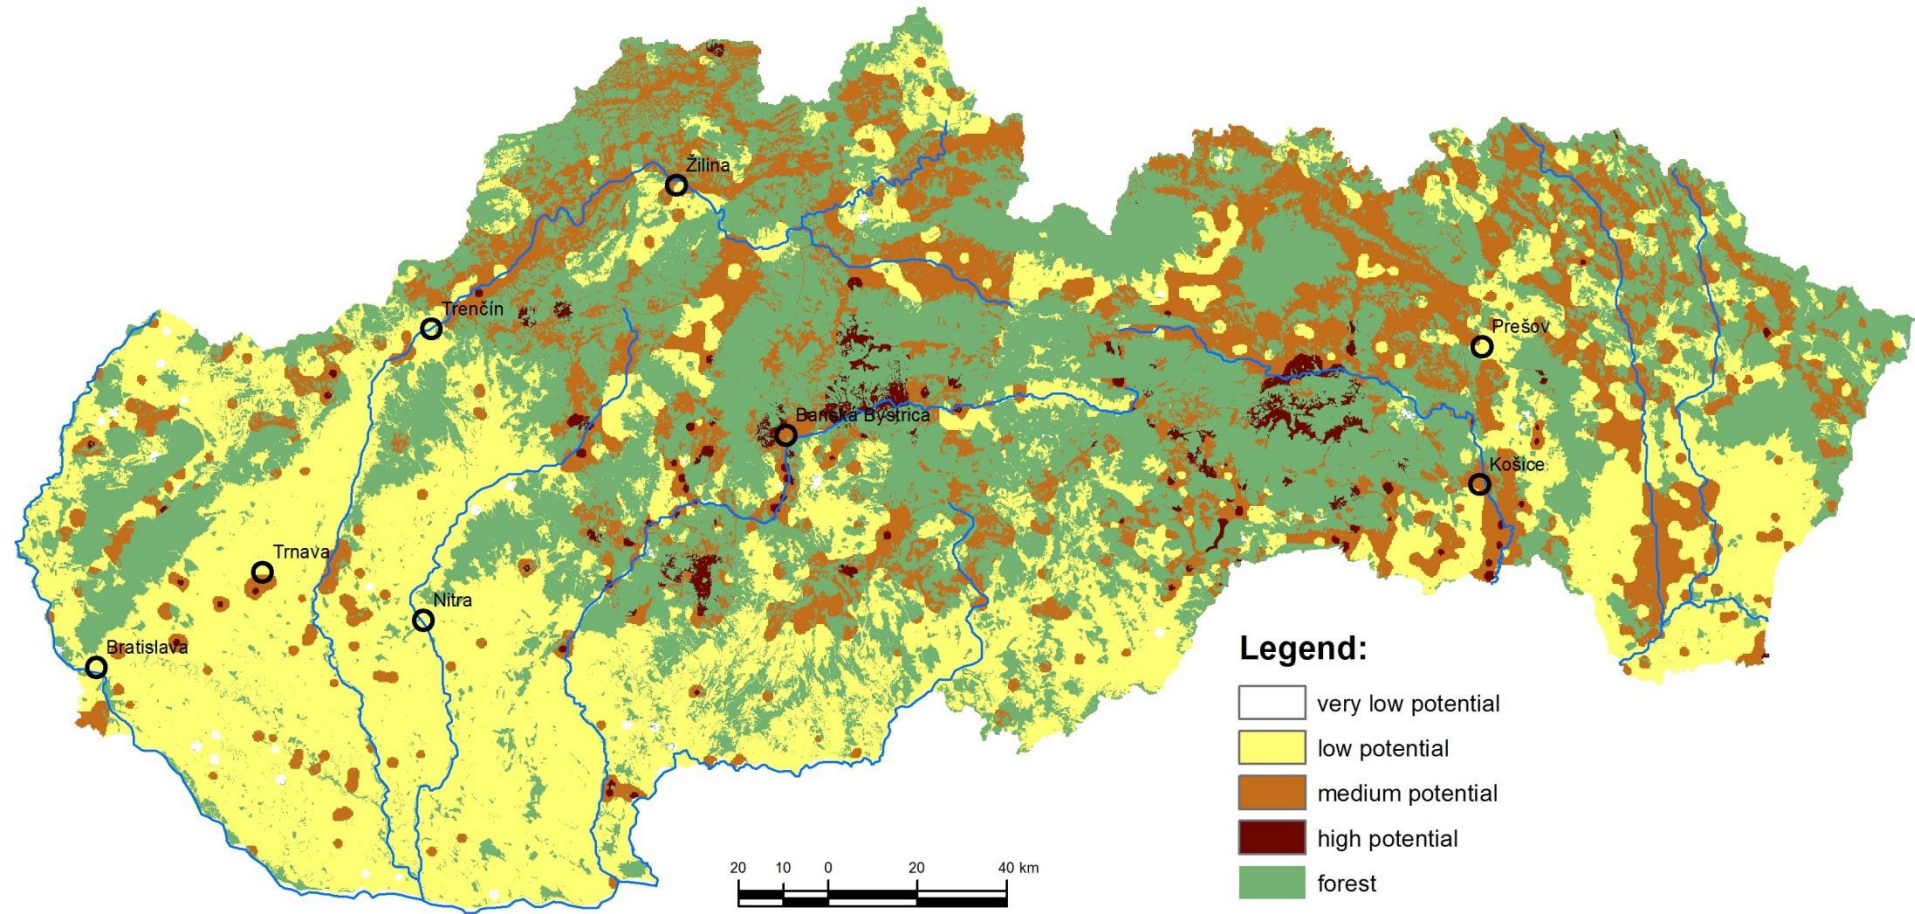 Žilina
Trenčín
Prešov
Banská Bystrica
Košice
Trnava
Nitra
Bratislava
Legend:
very low potential
low potential
medium potential
high potential
forest
20 10 0 20 40 km